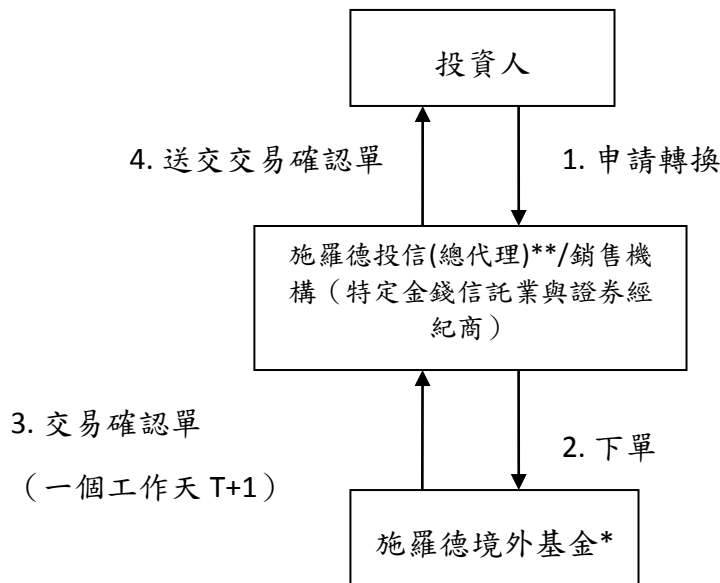 投資人
4. 送交交易確認單
1. 申請轉換
施羅德投信(總代理)**/銷售機
構（特定金錢信託業與證券經
紀商）
3. 交易確認單
（一個工作天 T+1）
2. 下單
施羅德境外基金*